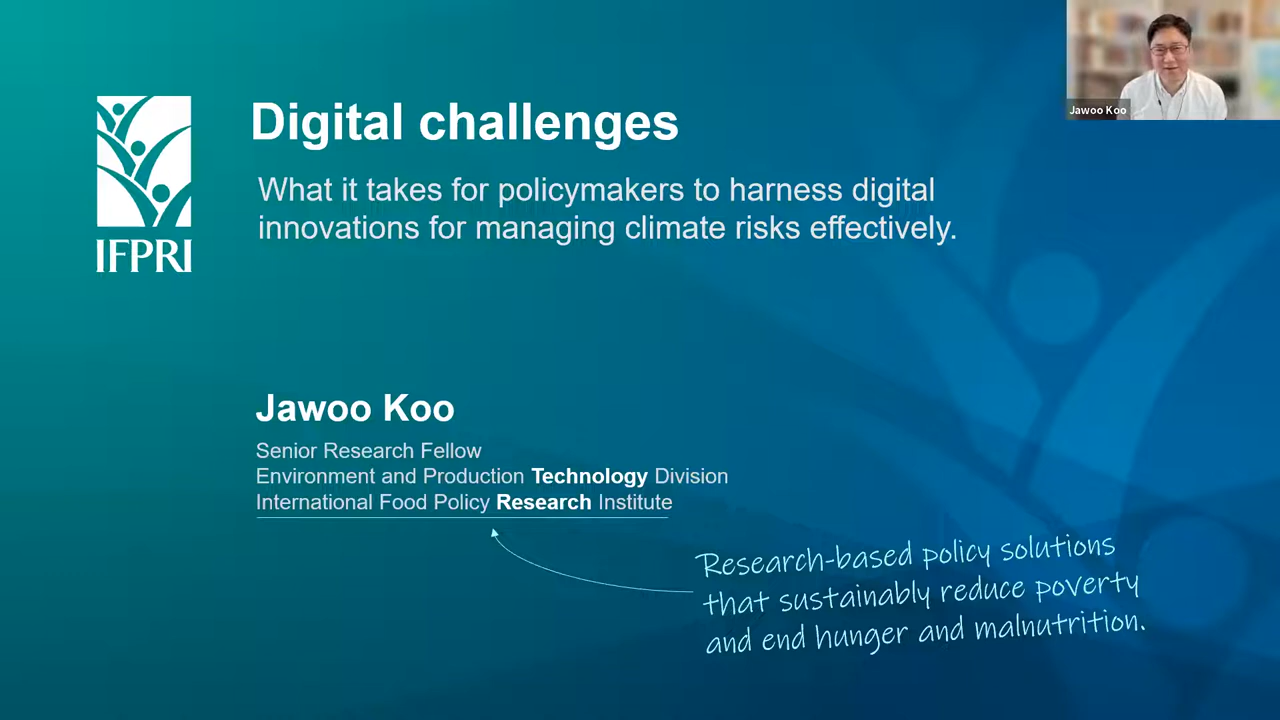 Digital challenges
What it takes for policymakers to harness digital
innovations for managing climate risks effectively.
IFPRI
Jawoo Koo
Senior Research Fellow
Environment and Production Technology Division
International Food Policy Research Institute
Research-based policy solutions
that sustainably reduce poverty
and end hunger and malnutrition.
Jawoo Koo